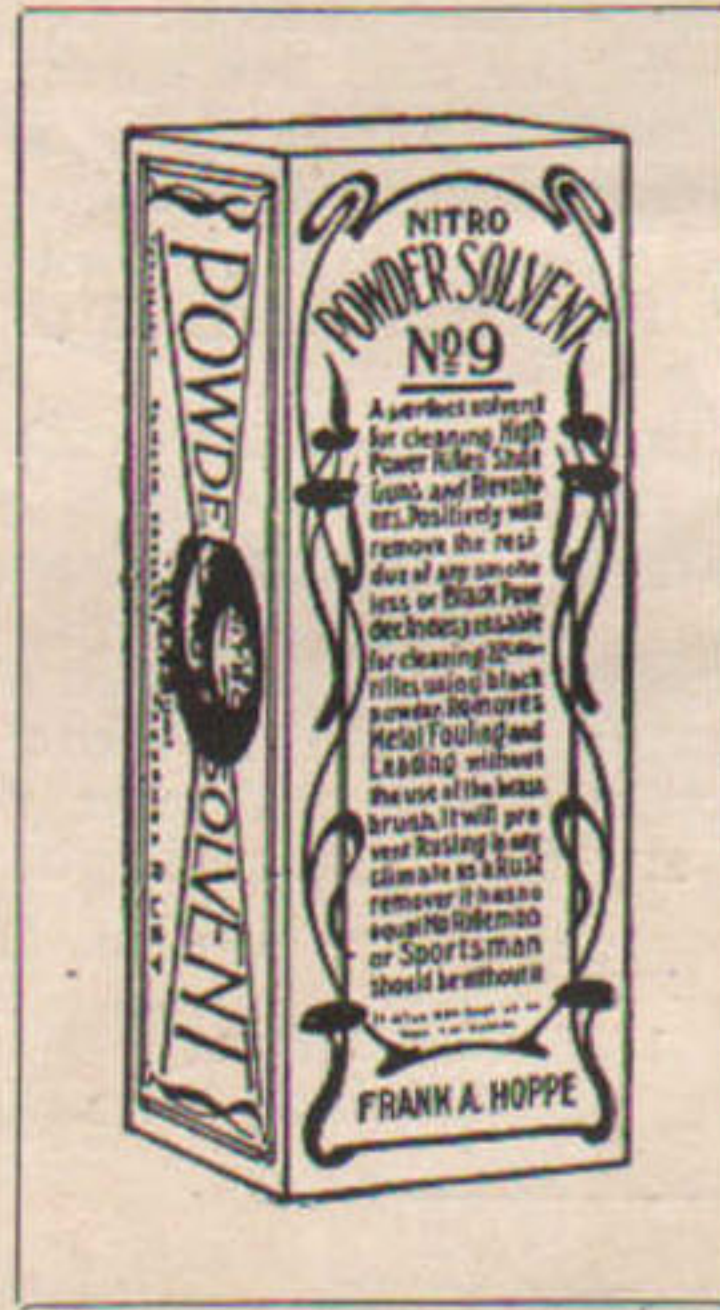 NITRO
POWDER SOLVENT
No 9
A perfect solvent
for cleaning High
Power Rifles Shot
Guns and Revolv-
ers. Positively will
remove the resi-
due of any smoke
less or Black Pow
der. Indespensable
for cleaning
rifles using black
powder. Removes
Metal Fouling and
Leading without
the use of the brass
brush. It will pre
vent Rusting in any
climate as a Rust
remover it has no
equal No Rifleman
or Sportsman
should be without it
FRANK A. HOPPE
POWDE
SOLVENT